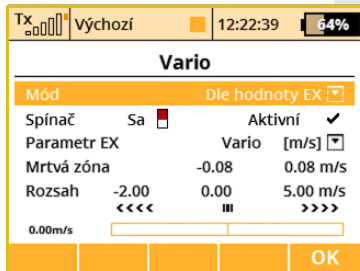 Tx Výchozí 12:22:39 64%
Vario
Mód Dle hodnoty EX
Spínač Sa Aktivní ✔
Parametr EX Vario [m/s]
Mrtvá zóna -0.08 0.08 m/s
Rozsah -2.00 0.00 5.00 m/s
<<<< III >>>>
0.00m/s
OK